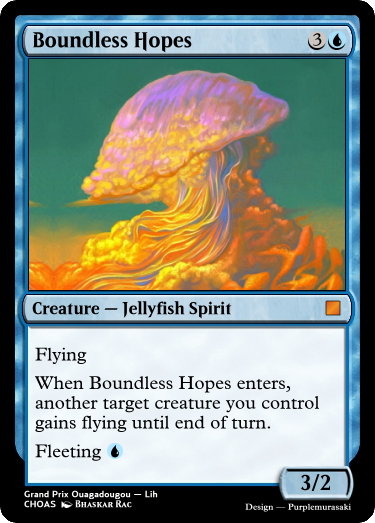 Boundless Hopes 3
Creature — Jellyfish Spirit
Flying
When Boundless Hopes enters,
another target creature you control
gains flying until end of turn.
Fleeting
3/2
Grand Prix Ouagadougou — Lih
CHOAS Bhaskar Rac
Design — Purplemurasaki